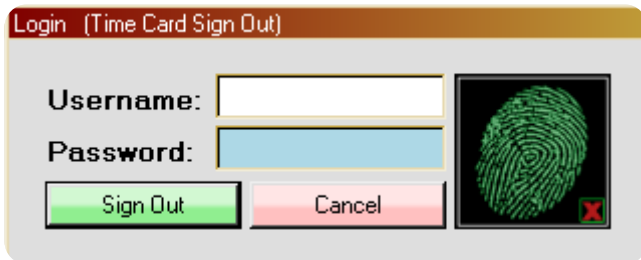 Login (Time Card Sign Out)
Username:
Password:
Sign Out
Cancel